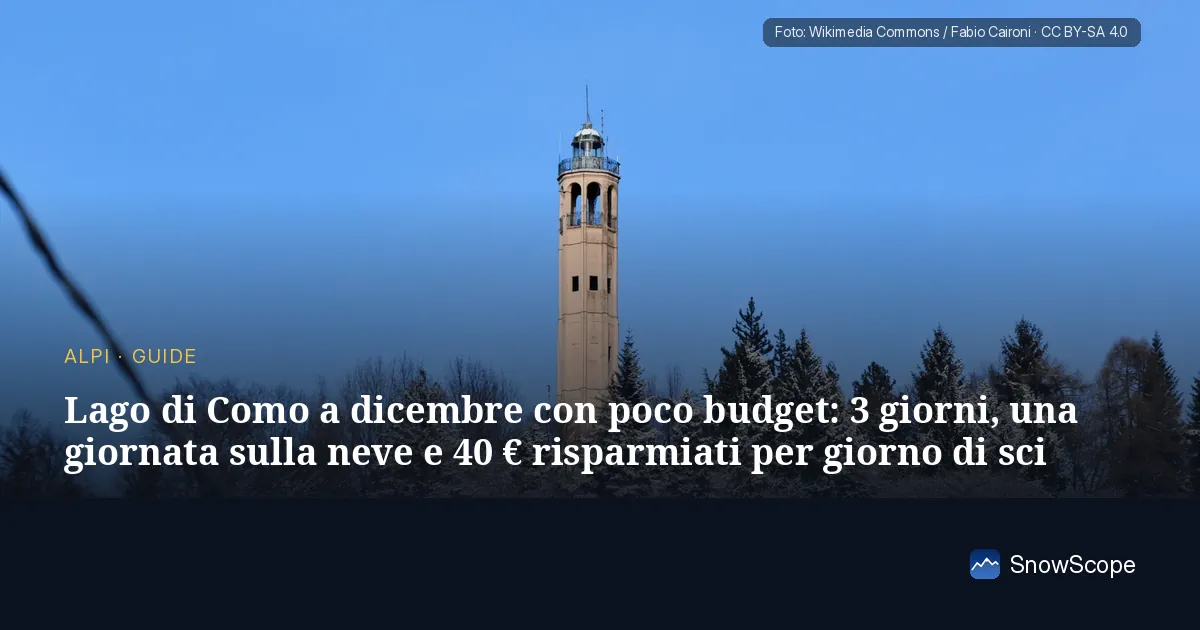 Foto: Wikimedia Commons / Fabio Caironi · CC BY-SA 4.0
ALPI · GUIDE
Lago di Como a dicembre con poco budget: 3 giorni, una
giornata sulla neve e 40 € risparmiati per giorno di sci
SnowScope